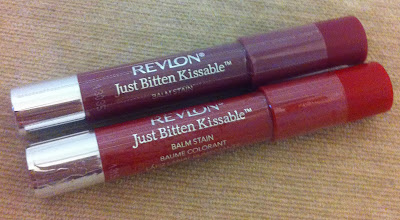 REVLON®
Just Bitten Kissable™
BALM STAIN
REVLON®
Just Bitten Kissable™
BALM STAIN
BAUME COLORANT